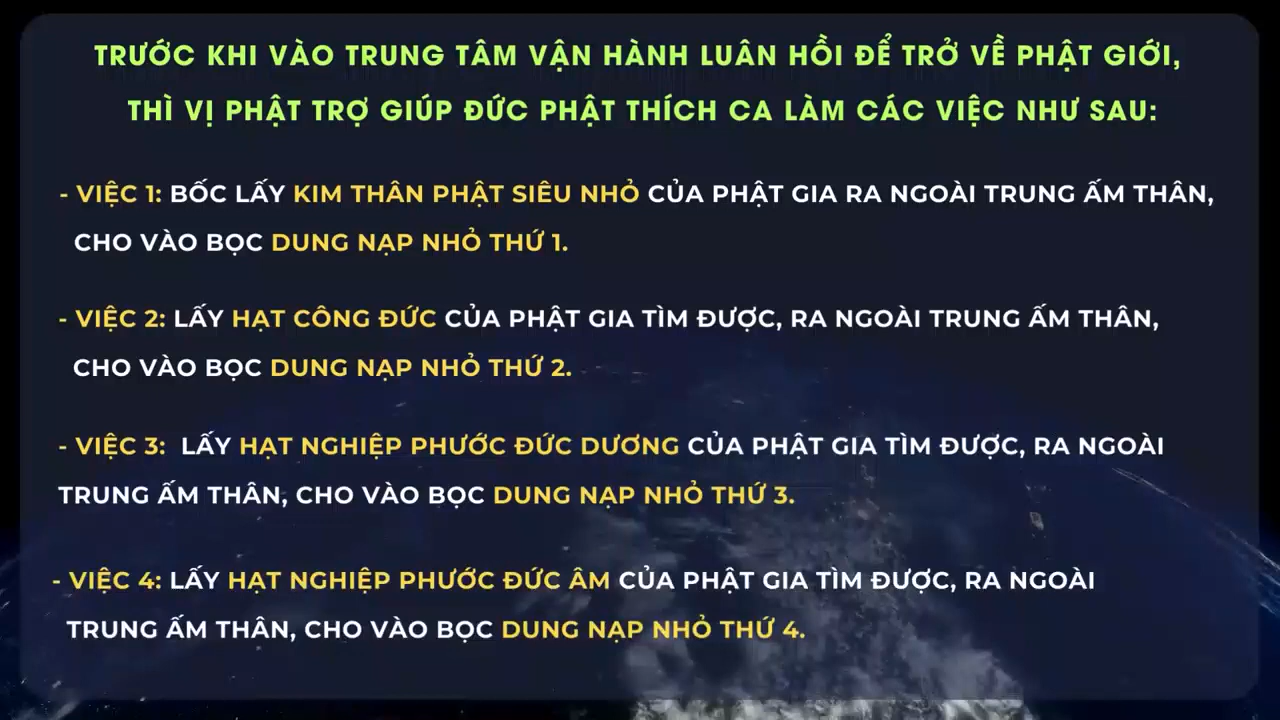 TRƯỚC KHI VÀO TRUNG TÂM VẬN HÀNH LUÂN HỒI ĐỂ TRỞ VỀ PHẬT GIỚI,
THÌ VỊ PHẬT TRỢ GIÚP ĐỨC PHẬT THÍCH CA LÀM CÁC VIỆC NHƯ SAU:
- VIỆC 1: BỐC LẤY KIM THÂN PHẬT SIÊU NHỎ CỦA PHẬT GIA RA NGOÀI TRUNG ẤM THÂN,
CHO VÀO BỌC DUNG NẠP NHỎ THỨ 1.
- VIỆC 2: LẤY HẠT CÔNG ĐỨC CỦA PHẬT GIA TÌM ĐƯỢC, RA NGOÀI TRUNG ẤM THÂN,
CHO VÀO BỌC DUNG NẠP NHỎ THỨ 2.
- VIỆC 3: LẤY HẠT NGHIỆP PHƯỚC ĐỨC DƯƠNG CỦA PHẬT GIA TÌM ĐƯỢC, RA NGOÀI
TRUNG ẤM THÂN, CHO VÀO BỌC DUNG NẠP NHỎ THỨ 3.
- VIỆC 4: LẤY HẠT NGHIỆP PHƯỚC ĐỨC ÂM CỦA PHẬT GIA TÌM ĐƯỢC, RA NGOÀI
TRUNG ẤM THÂN, CHO VÀO BỌC DUNG NẠP NHỎ THỨ 4.